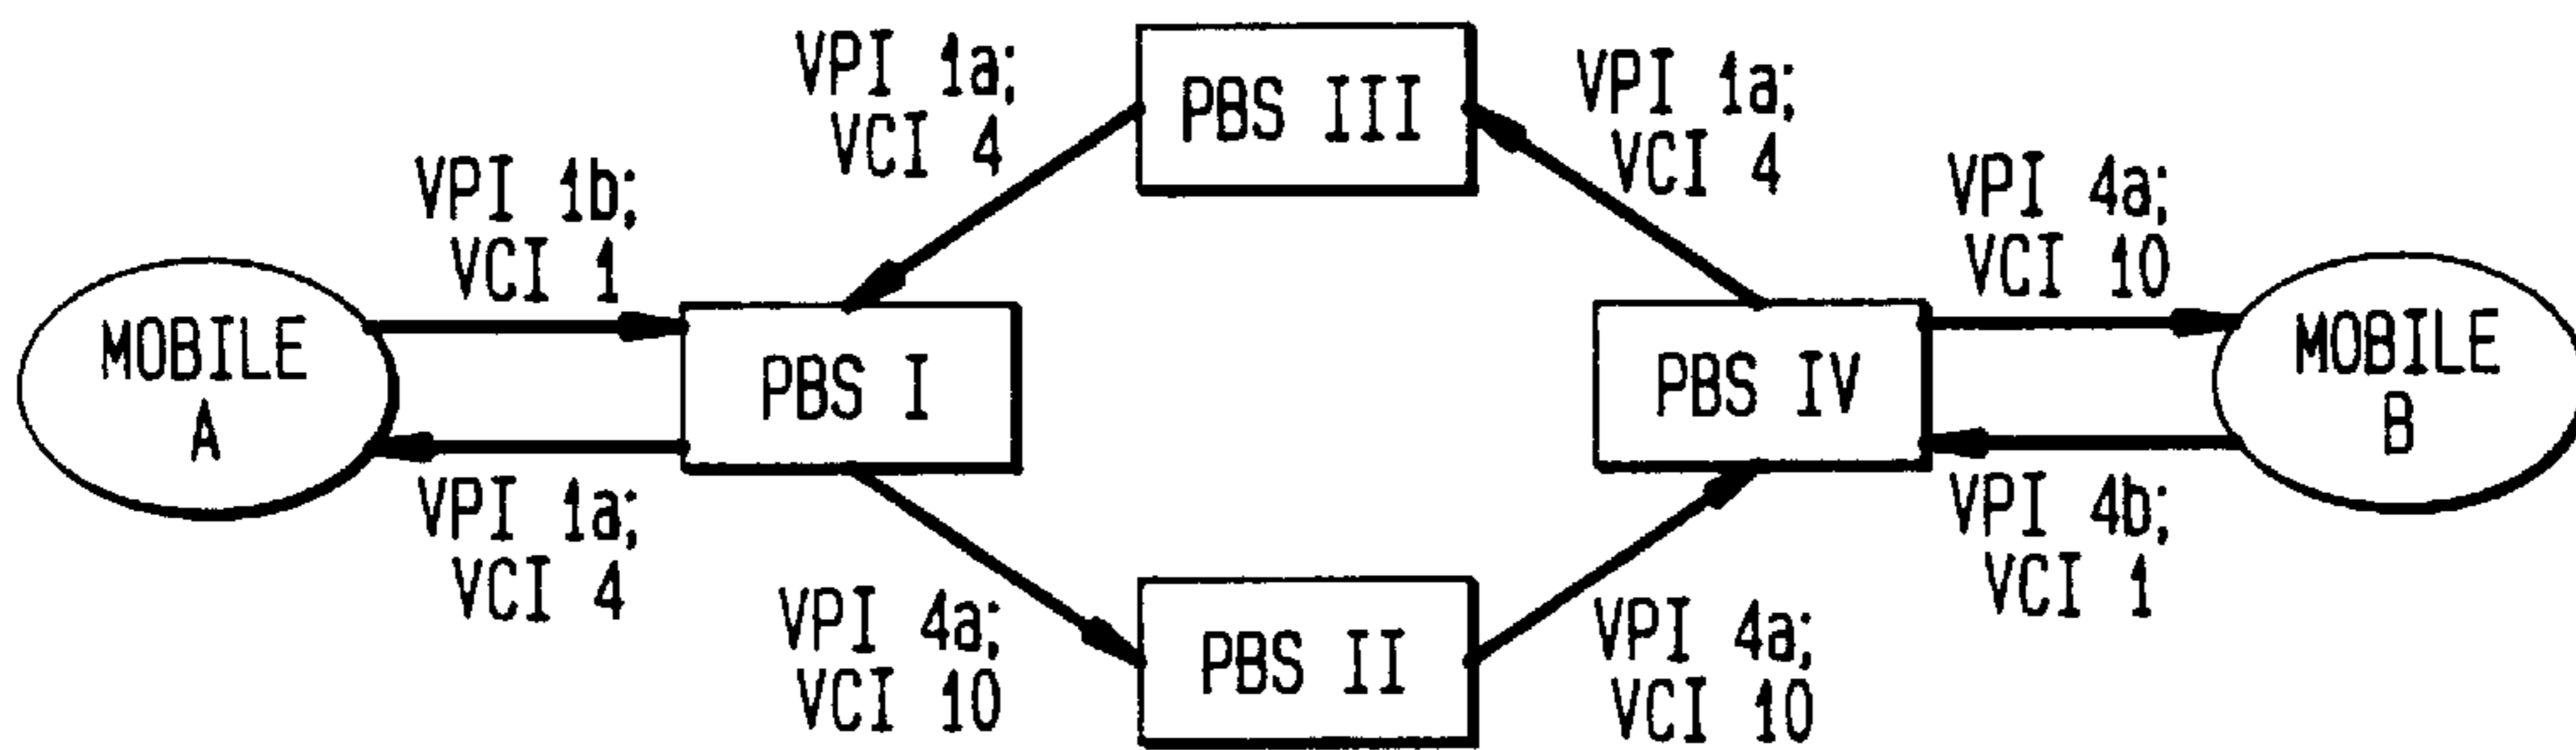 VPI 1a;
VCI 4
PBS III
VPI 1a;
VCI 4
VPI 1b;
VCI 1
VPI 4a;
VCI 10
MOBILE
A
PBS I
PBS IV
MOBILE
B
VPI 1a;
VCI 4
VPI 4b;
VCI 1
VPI 4a;
VCI 10
PBS II
VPI 4a;
VCI 10